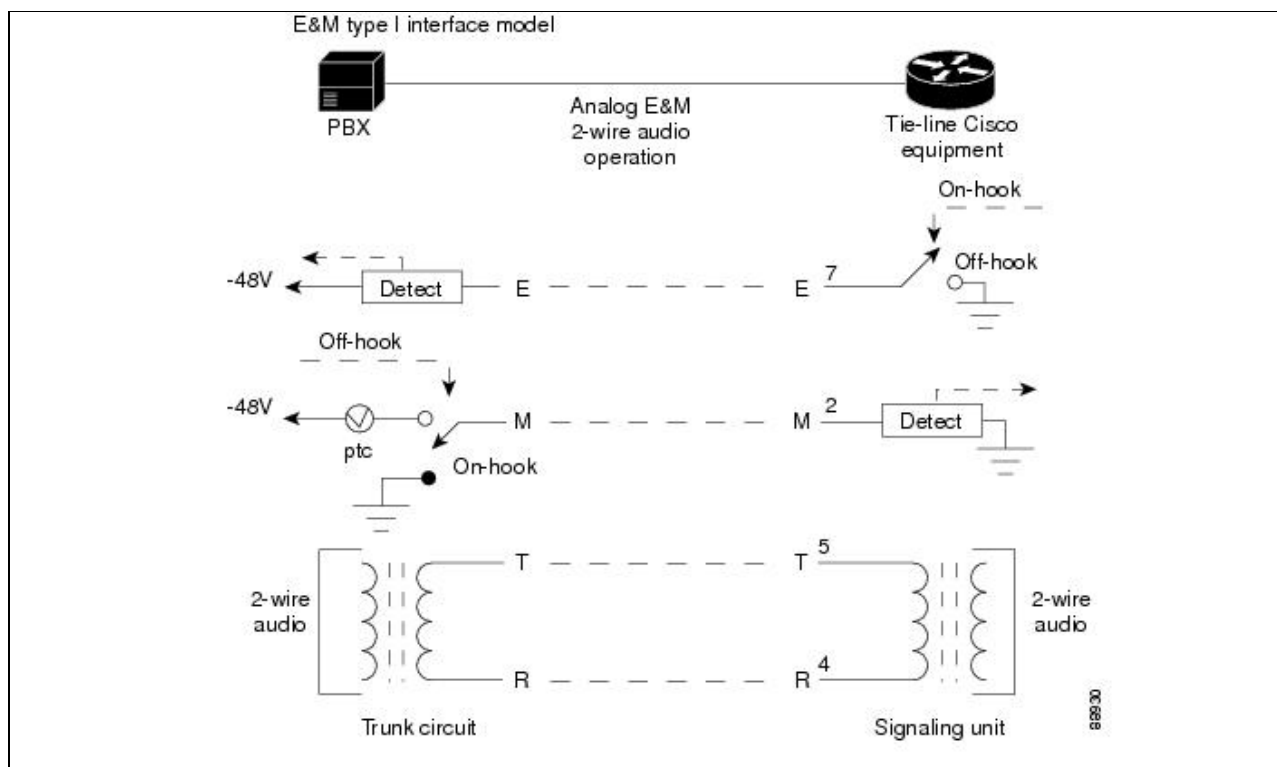 E&M type I interface model
PBX
Analog E&M
2-wire audio
operation
Tie-line Cisco
equipment
On-hook
-48V
Detect
E
E
7
Off-hook
Off-hook
-48V
ptc
M
On-hook
M
2
Detect
2-wire
audio
T
R
T
5
R
4
2-wire
audio
Trunk circuit
Signaling unit